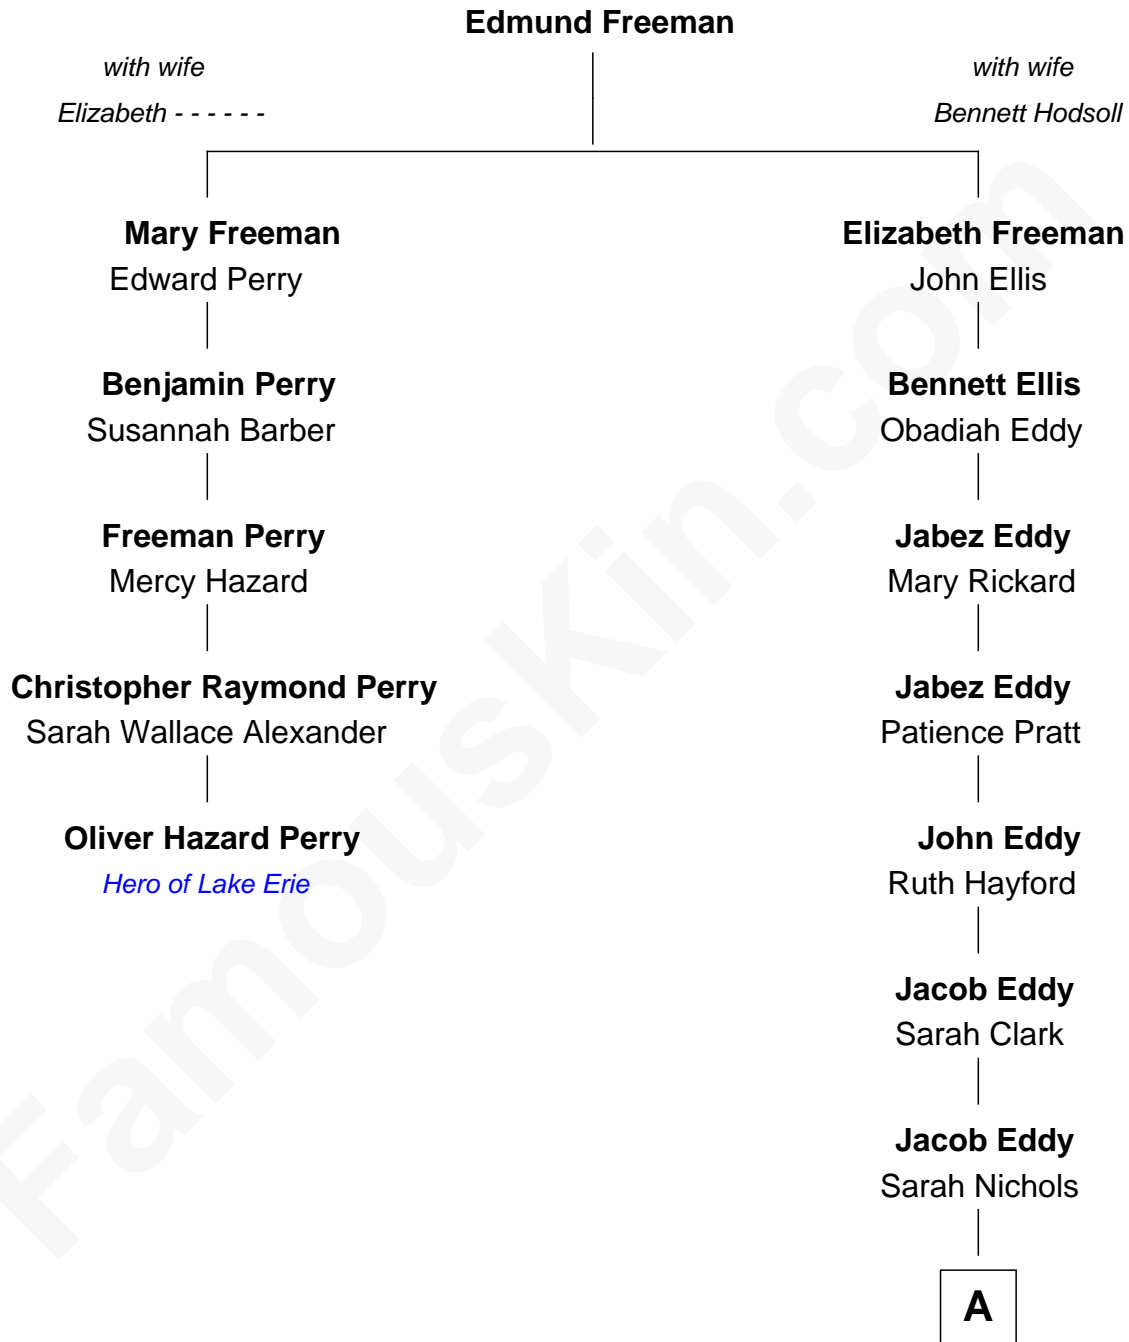 Edmund Freeman
with wife
Elizabeth - - - - - -
with wife
Bennett Hodsoll
Mary Freeman
Edward Perry
Benjamin Perry
Susannah Barber
Freeman Perry
Mercy Hazard
Christopher Raymond Perry
Sarah Wallace Alexander
Oliver Hazard Perry
Hero of Lake Erie
Elizabeth Freeman
John Ellis
Bennett Ellis
Obadiah Eddy
Jabez Eddy
Mary Rickard
Jabez Eddy
Patience Pratt
John Eddy
Ruth Hayford
Jacob Eddy
Sarah Clark
Jacob Eddy
Sarah Nichols
A
FamousKin.com